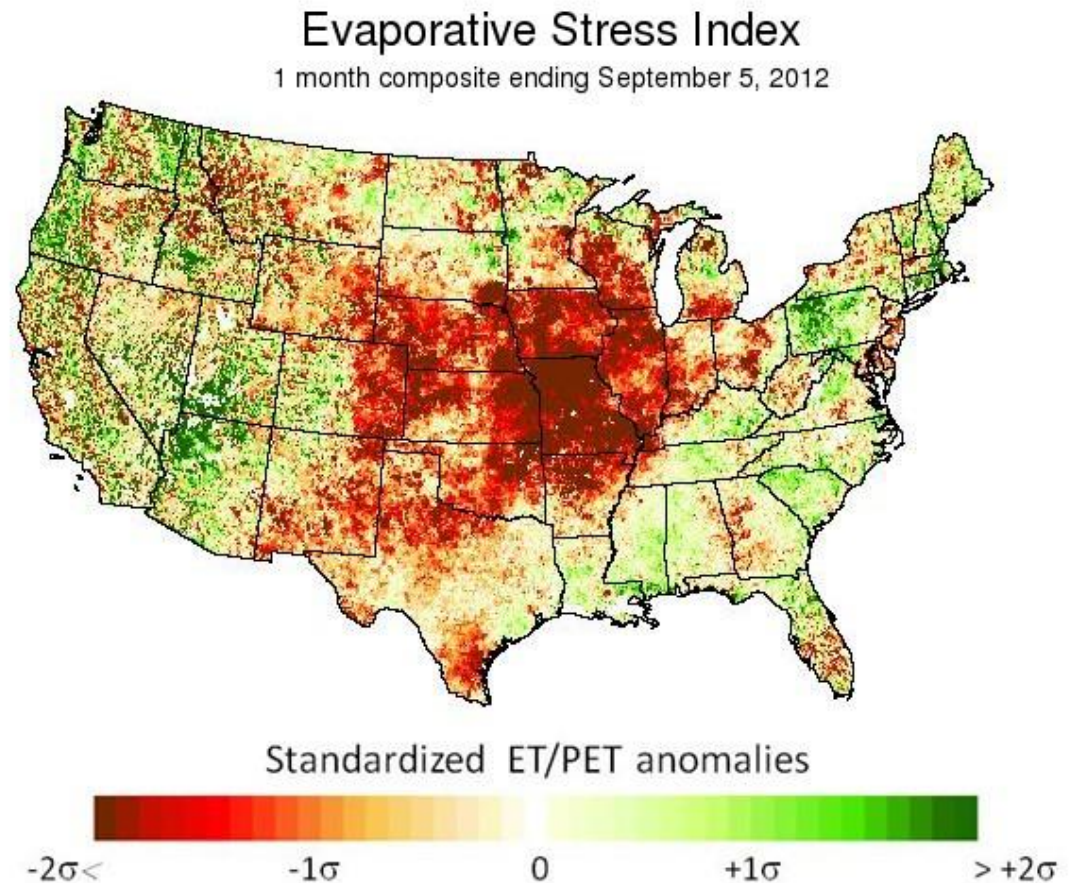 Evaporative Stress Index
1 month composite ending September 5, 2012
Standardized ET/PET anomalies
-2σ< -1σ 0 +1σ > +2σ